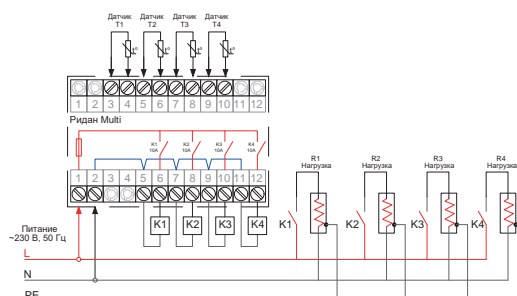 Датчик Датчик Датчик Датчик
T1 T2 T3 T4
t° t° t° t°
1 2 3 4 5 6 7 8 9 10 11 12
Ридан Multi
K1 K2 K3 K4
10A 10A 10A 10A
1 2 3 4 5 6 7 8 9 10 11 12
R1 R2 R3 R4
Нагрузка Нагрузка Нагрузка Нагрузка
K1 K2 K3 K4
K1 K2 K3 K4
Питание
~230 В, 50 Гц
L
N
PE